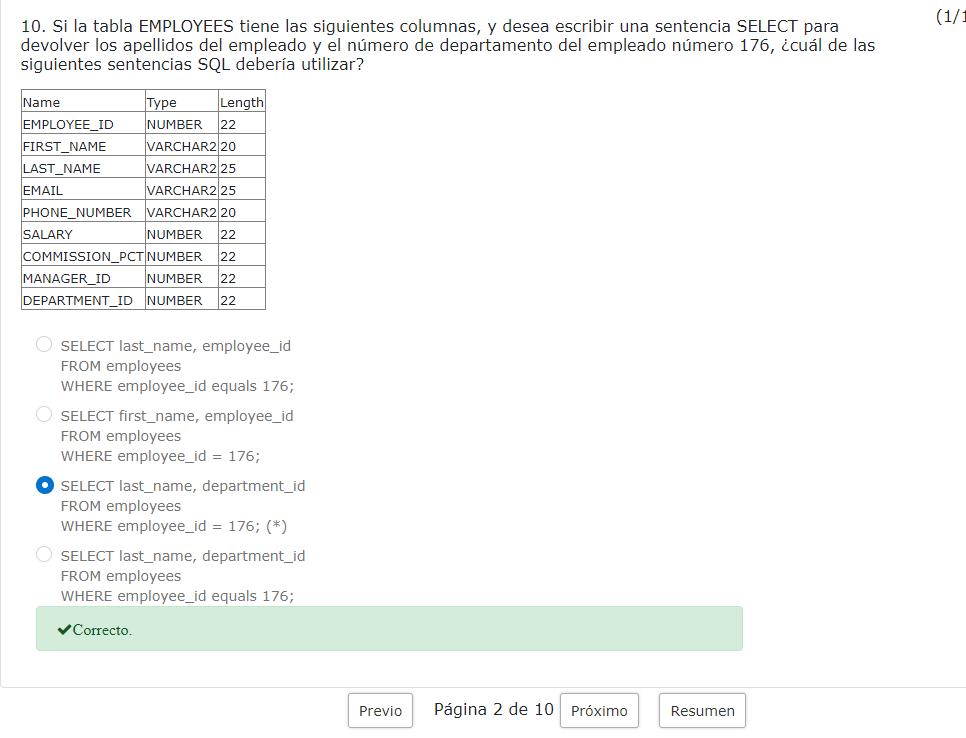 (1/1
10. Si la tabla EMPLOYEES tiene las siguientes columnas, y desea escribir una sentencia SELECT para
devolver los apellidos del empleado y el número de departamento del empleado número 176, ¿cuál de las
siguientes sentencias SQL debería utilizar?
Name Type Length
EMPLOYEE_ID NUMBER 22
FIRST_NAME VARCHAR2 20
LAST_NAME VARCHAR2 25
EMAIL VARCHAR2 25
PHONE_NUMBER VARCHAR2 20
SALARY NUMBER 22
COMMISSION_PCT NUMBER 22
MANAGER_ID NUMBER 22
DEPARTMENT_ID NUMBER 22
SELECT last_name, employee_id
FROM employees
WHERE employee_id equals 176;
SELECT first_name, employee_id
FROM employees
WHERE employee_id = 176;
SELECT last_name, department_id
FROM employees
WHERE employee_id = 176; (*)
SELECT last_name, department_id
FROM employees
WHERE employee_id equals 176;
✔Correcto.
Previo Página 2 de 10 Próximo Resumen